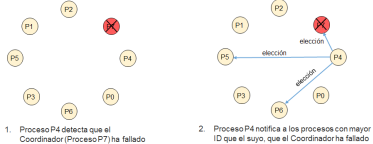 P2
P1
P5
P4
P3
P0
P6
1. Proceso P4 detecta que el
Coordinador (Proceso P7) ha fallado
P2
P1
elección
P5
elección
P4
elección
P3
P0
P6
2. Proceso P4 notifica a los procesos con mayor
ID que el suyo, que el Coordinador ha fallado